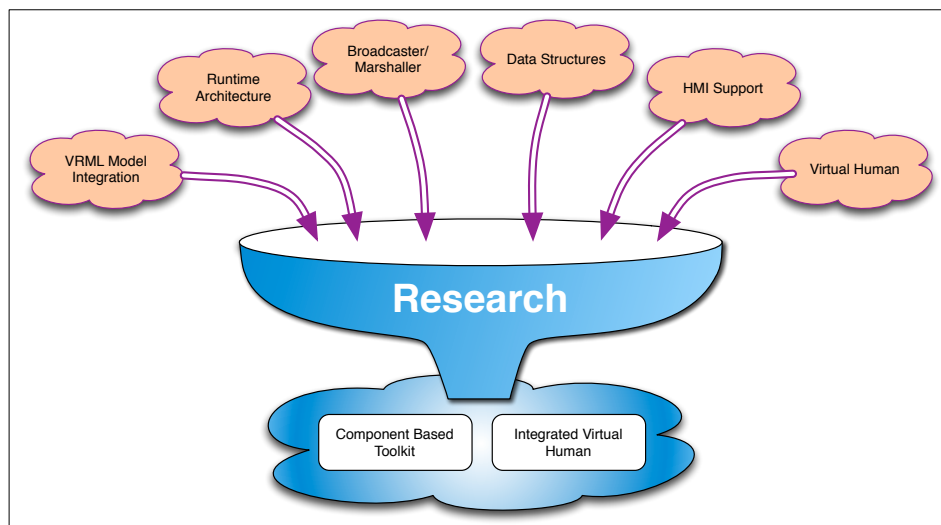 Broadcaster/
Marshaller
Data Structures
Runtime
Architecture
HMI Support
VRML Model
Integration
Virtual Human
Research
Component Based
Toolkit
Integrated Virtual
Human